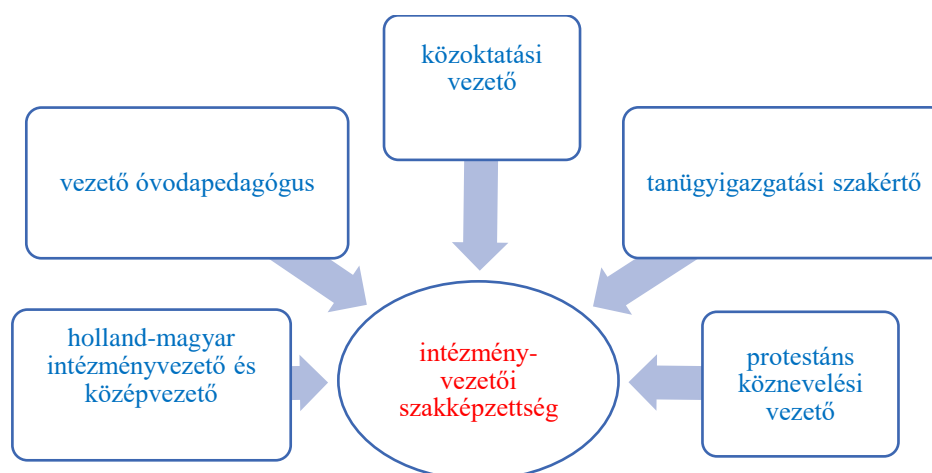 közoktatási
vezető
vezető óvodapedagógus
tanügyigazgatási szakértő
holland-magyar
intézményvezető és
középvezető
intézmény-
vezetői
szakképzettség
protestáns
köznevelési
vezető